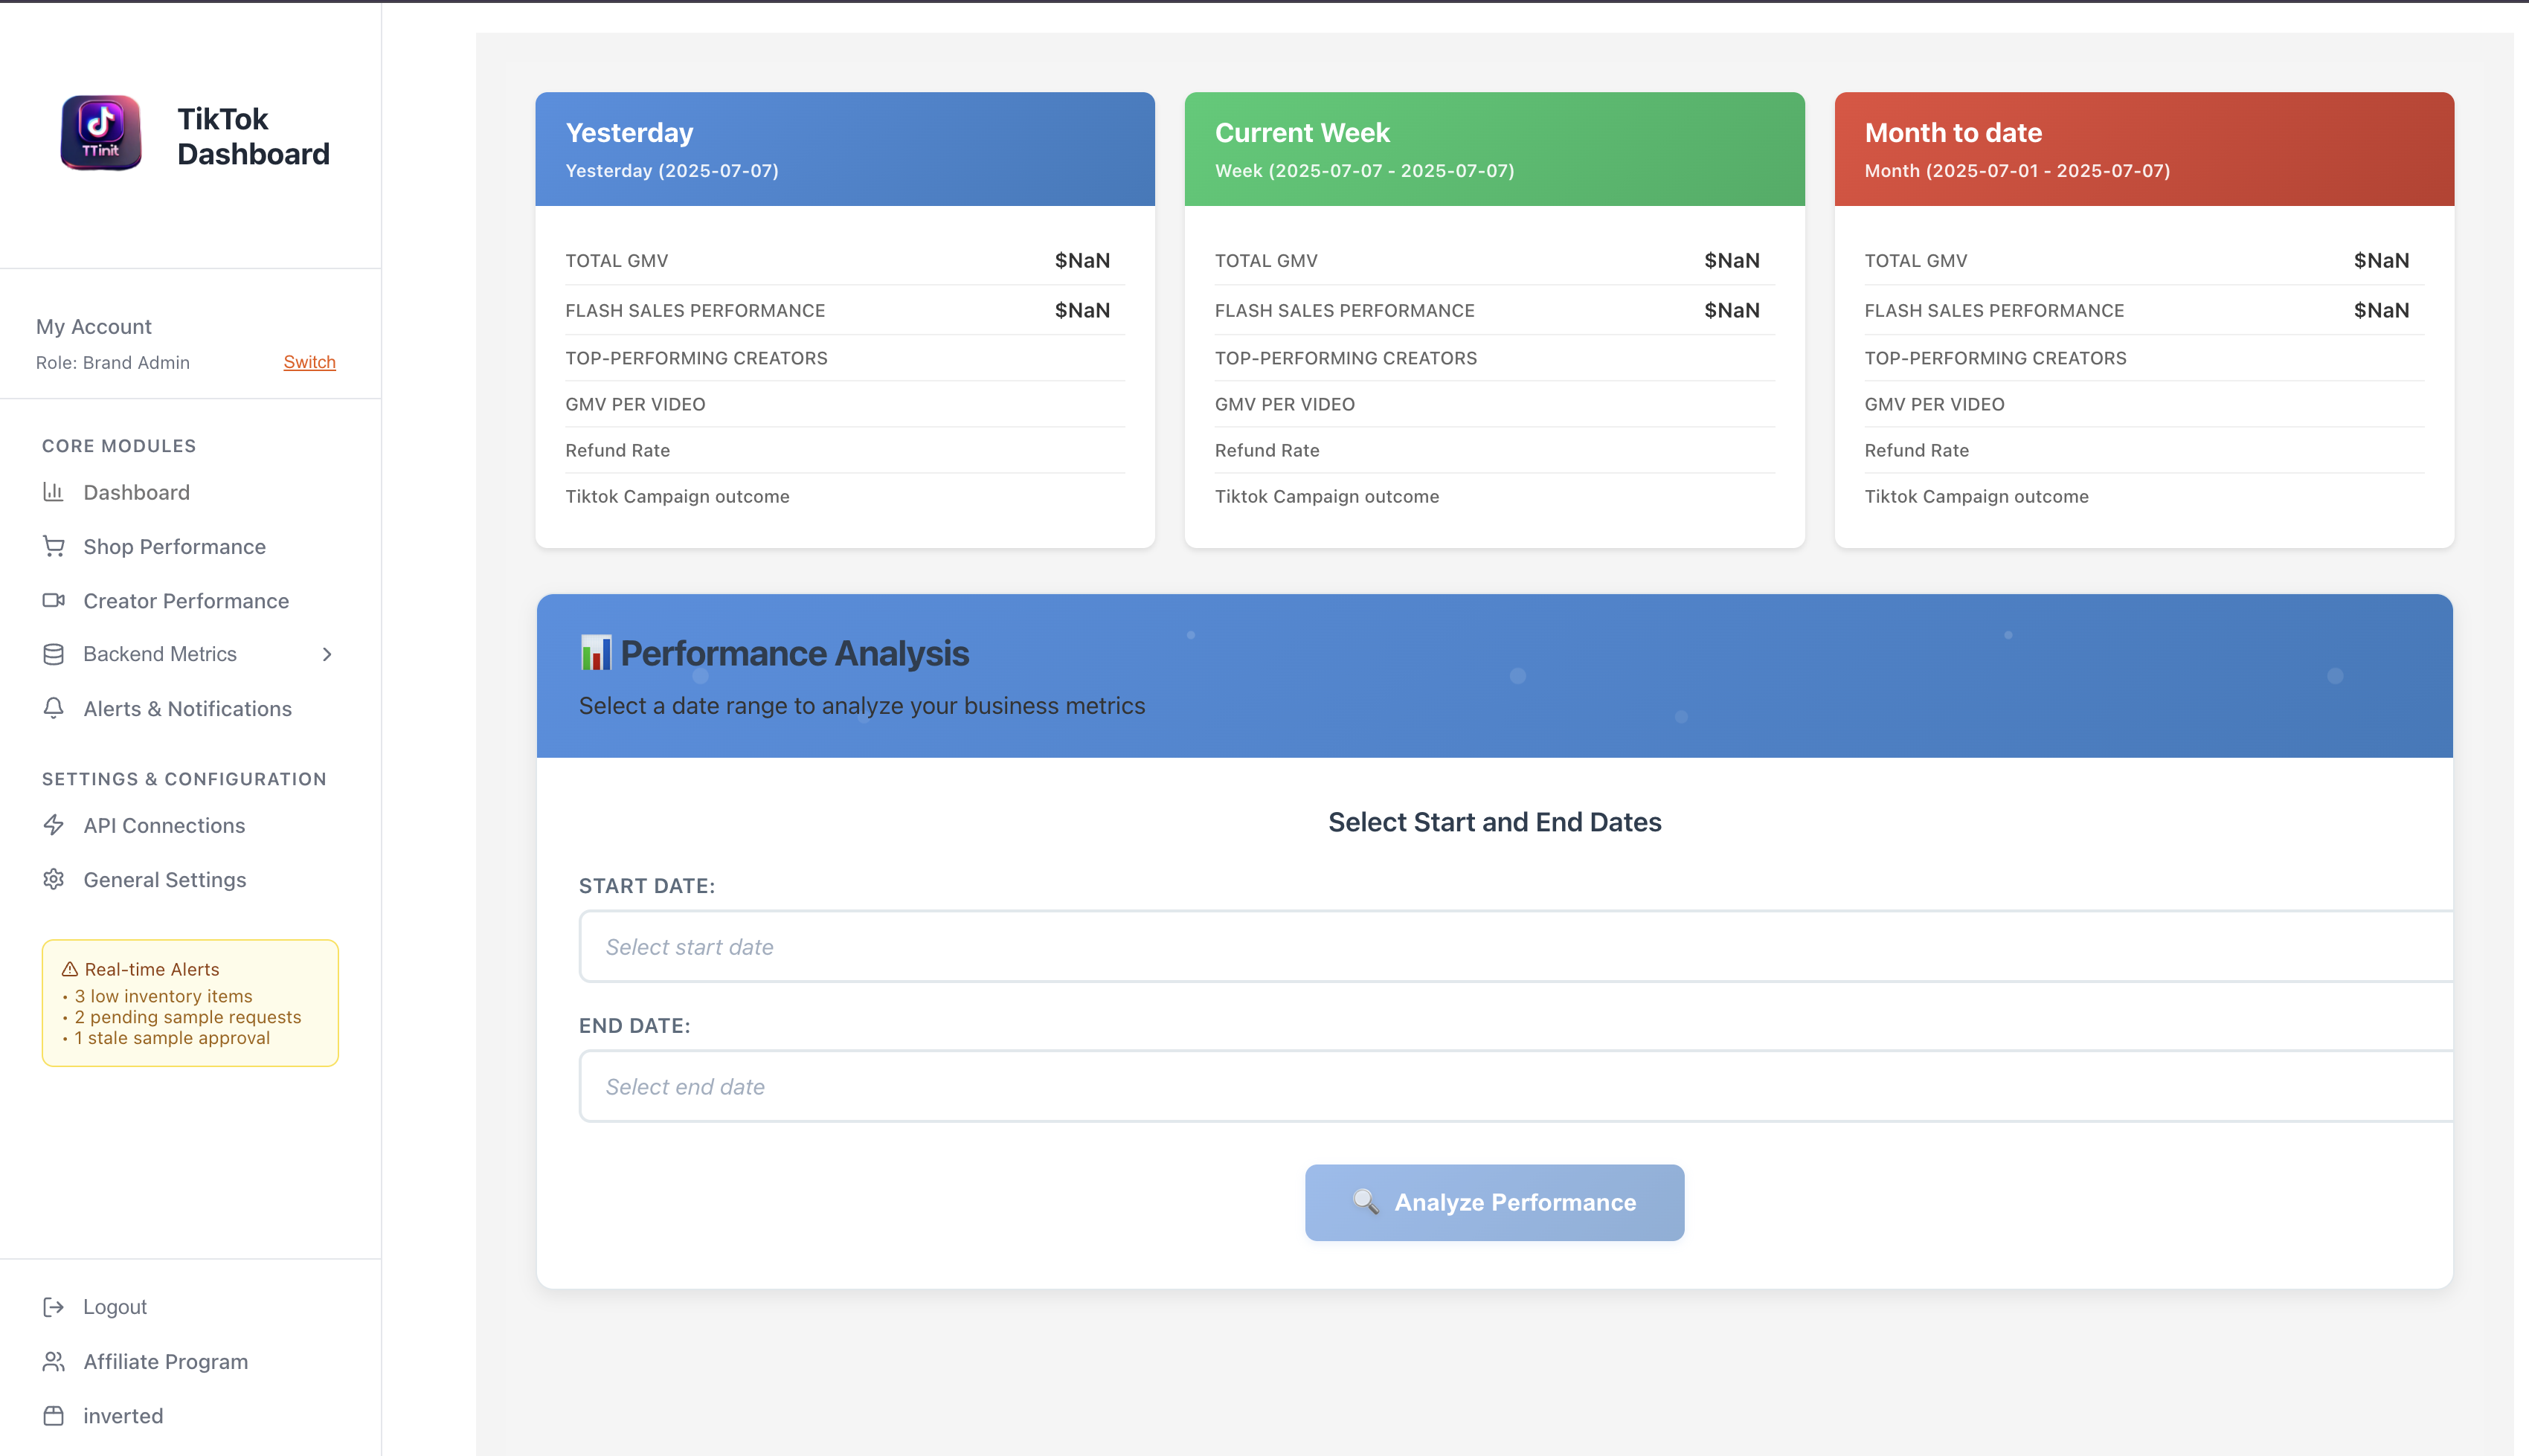 TTinit
TikTok
Dashboard
My Account
Role: Brand Admin
Switch
CORE MODULES
Dashboard
Shop Performance
Creator Performance
Backend Metrics
Alerts & Notifications
SETTINGS & CONFIGURATION
API Connections
General Settings
Real-time Alerts
• 3 low inventory items
• 2 pending sample requests
• 1 stale sample approval
Logout
Affiliate Program
inverted
Yesterday
Yesterday (2025-07-07)
TOTAL GMV $NaN
FLASH SALES PERFORMANCE $NaN
TOP-PERFORMING CREATORS
GMV PER VIDEO
Refund Rate
Tiktok Campaign outcome
Current Week
Week (2025-07-07 - 2025-07-07)
TOTAL GMV $NaN
FLASH SALES PERFORMANCE $NaN
TOP-PERFORMING CREATORS
GMV PER VIDEO
Refund Rate
Tiktok Campaign outcome
Month to date
Month (2025-07-01 - 2025-07-07)
TOTAL GMV $NaN
FLASH SALES PERFORMANCE $NaN
TOP-PERFORMING CREATORS
GMV PER VIDEO
Refund Rate
Tiktok Campaign outcome
Performance Analysis
Select a date range to analyze your business metrics
Select Start and End Dates
START DATE:
Select start date
END DATE:
Select end date
Analyze Performance